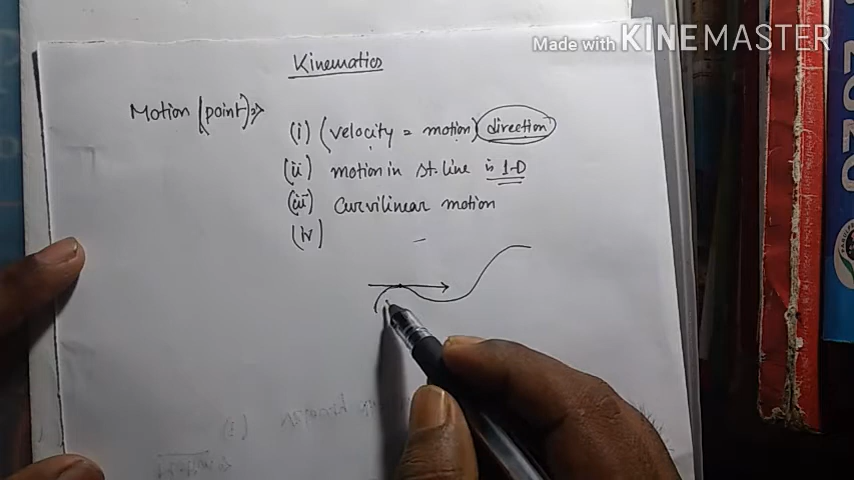 Made with KINEMASTER
Kinematics
Motion (point) =>
(i) (velocity = motion) direction
(ii) motion in st. line is 1-D
(iii) curvilinear motion
(iv)